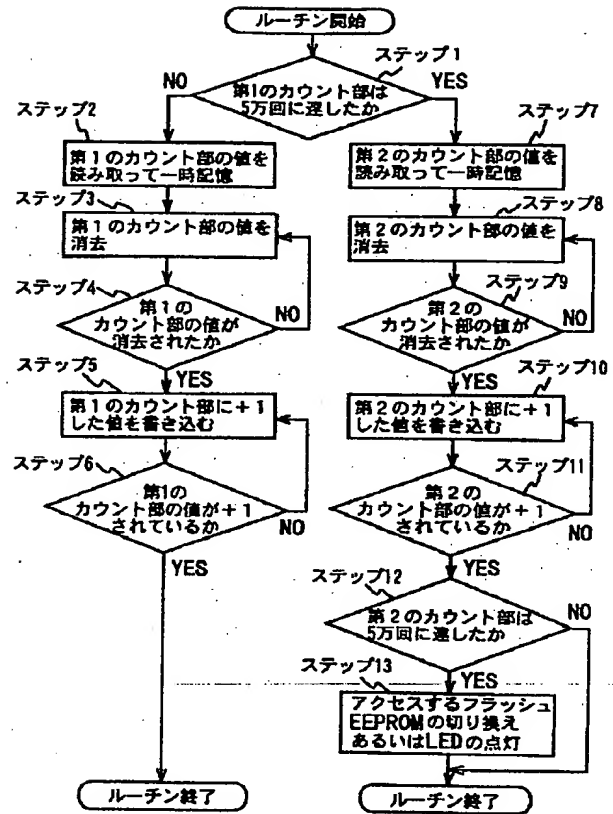 ルーチン開始
ステップ1
第1のカウント部は
5万回に達したか
NO
YES
ステップ2
第1のカウント部の値を
読み取って一時記憶
ステップ3
第1のカウント部の値を
消去
ステップ4
第1の
カウント部の値が
消去されたか
NO
YES
ステップ5
第1のカウント部に+1
した値を書き込む
ステップ6
第1の
カウント部の値が+1
されているか
NO
YES
ルーチン終了
ステップ7
第2のカウント部の値を
読み取って一時記憶
ステップ8
第2のカウント部の値を
消去
ステップ9
第2の
カウント部の値が
消去されたか
NO
YES
ステップ10
第2のカウント部に+1
した値を書き込む
ステップ11
第2の
カウント部の値が+1
されているか
NO
YES
ステップ12
第2のカウント部は
5万回に達したか
NO
YES
ステップ13
アクセスするフラッシュ
EEPROMの切り換え
あるいはLEDの点灯
ルーチン終了